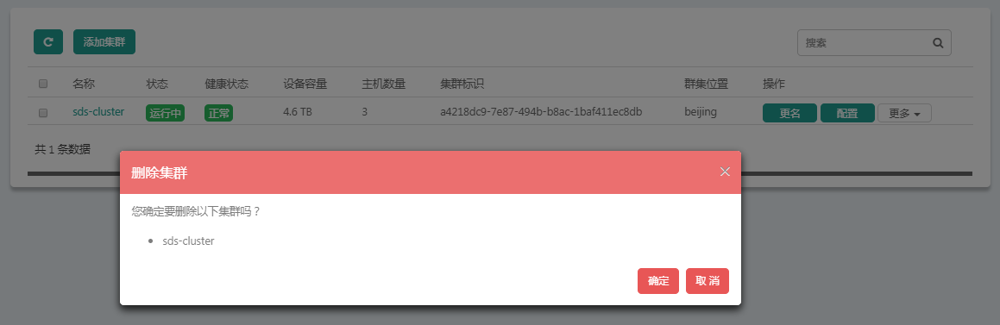 添加集群 搜索
名称 状态 健康状态 设备容量 主机数量 集群标识 群集位置 操作
sds-cluster 运行中 正常 4.6 TB 3 a4218dc9-7e87-494b-b8ac-1baf411ec8db beijing 更名 配置 更多
共 1 条数据
删除集群
您确定要删除以下集群吗？
• sds-cluster
确定 取 消